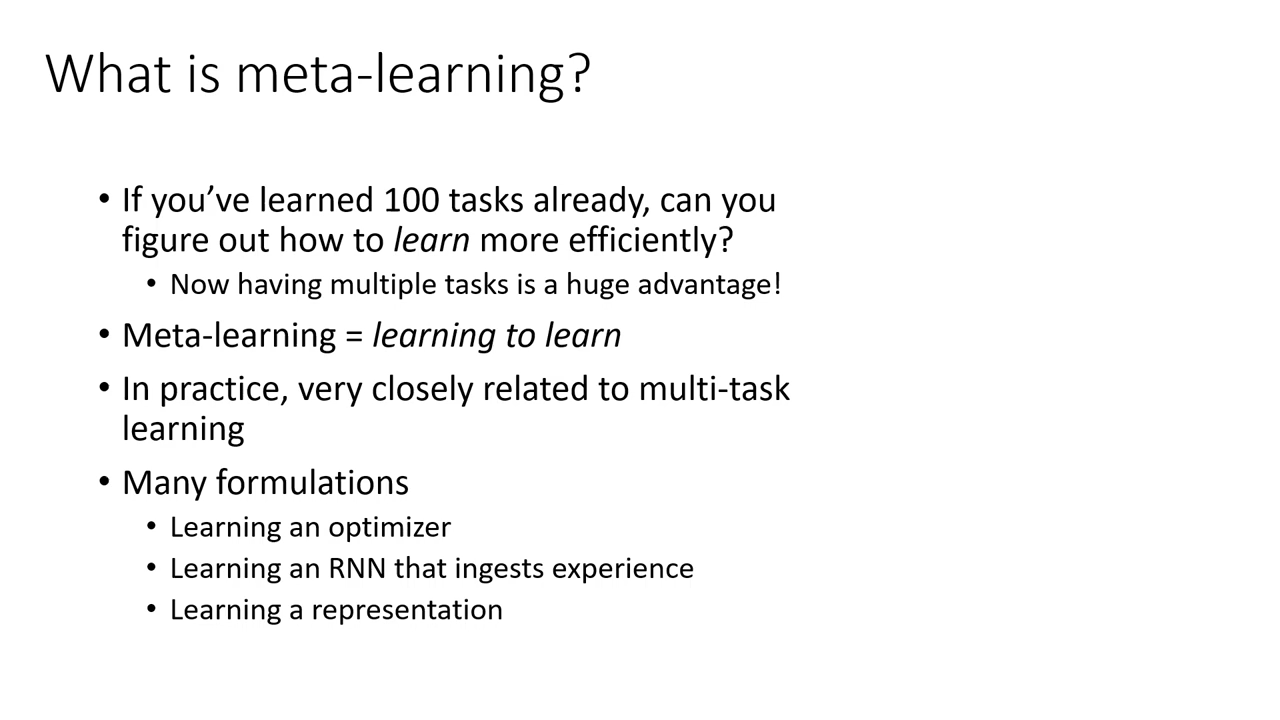 What is meta-learning?
• If you’ve learned 100 tasks already, can you
figure out how to learn more efficiently?
• Now having multiple tasks is a huge advantage!
• Meta-learning = learning to learn
• In practice, very closely related to multi-task
learning
• Many formulations
• Learning an optimizer
• Learning an RNN that ingests experience
• Learning a representation